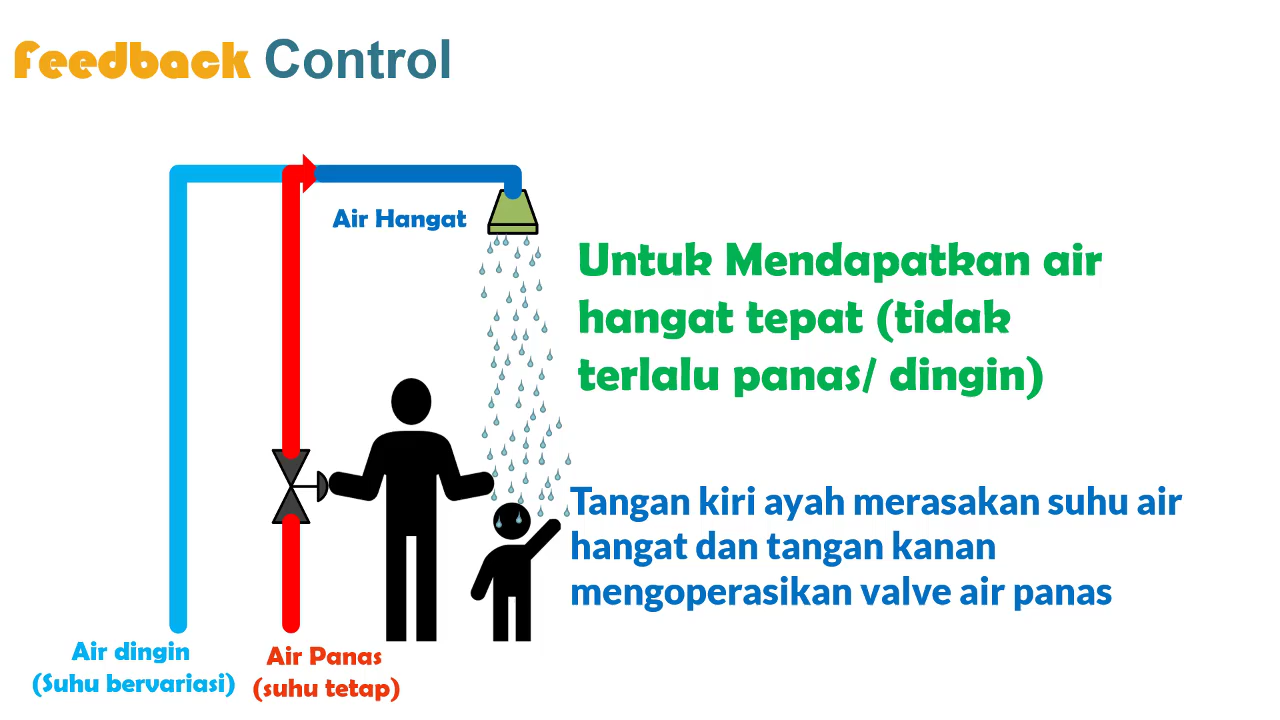 Feedback Control
Air Hangat
Untuk Mendapatkan air
hangat tepat (tidak
terlalu panas/ dingin)
Tangan kiri ayah merasakan suhu air
hangat dan tangan kanan
mengoperasikan valve air panas
Air dingin
(Suhu bervariasi)
Air Panas
(suhu tetap)